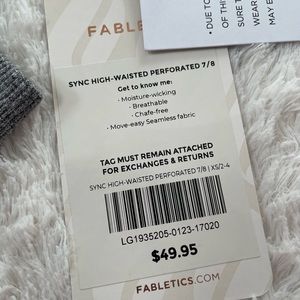 FABLETICS
SYNC HIGH-WAISTED PERFORATED 7/8
Get to know me:
• Moisture-wicking
• Breathable
• Chafe-free
• Move-easy Seamless fabric
TAG MUST REMAIN ATTACHED
FOR EXCHANGES & RETURNS
SYNC HIGH-WAISTED PERFORATED 7/8 | XS/2-4
LG1935205-0123-17020
$49.95
FABLETICS.COM
• DUE TO
OF THI
SURE T
WEAR
MAY E